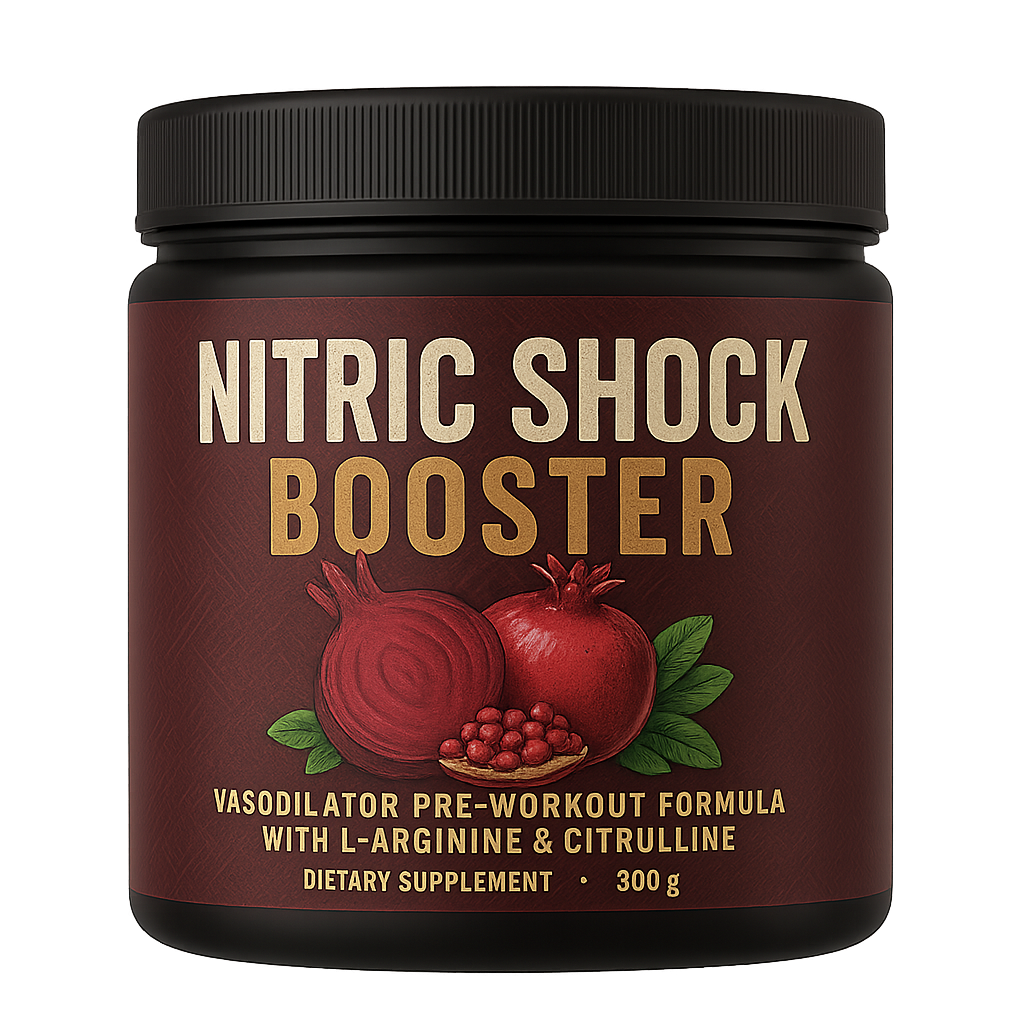 NITRIC SHOCK
BOOSTER
VASODILATOR PRE-WORKOUT FORMULA
WITH L-ARGININE & CITRULLINE
DIETARY SUPPLEMENT · 300 g